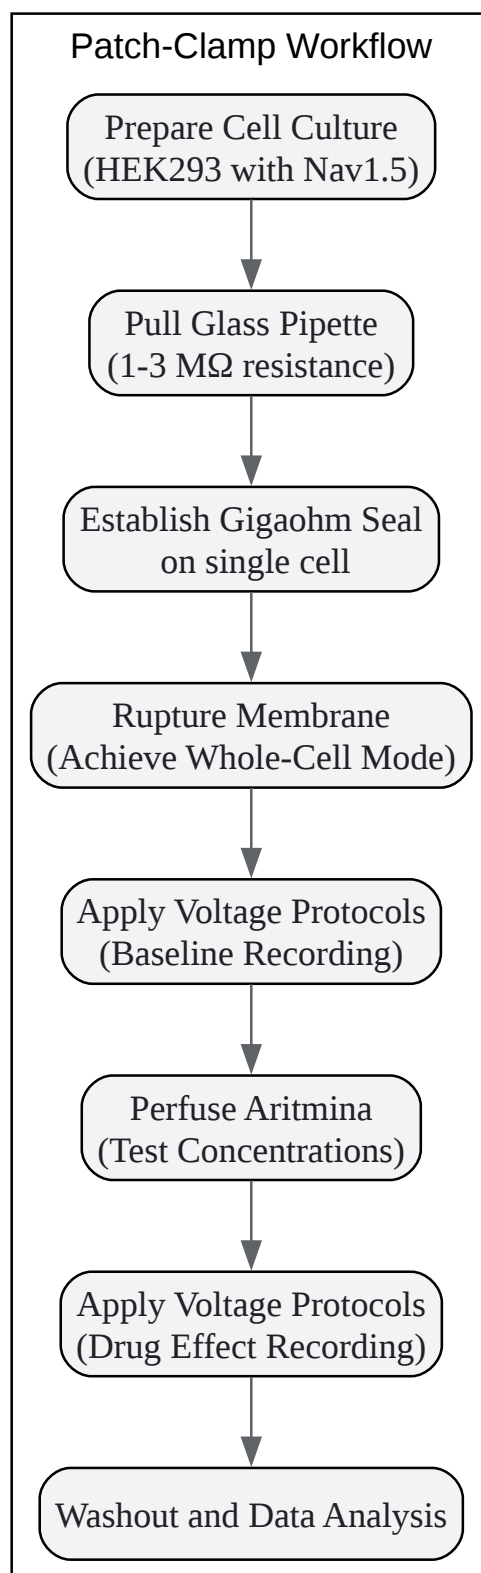 Patch-Clamp Workflow
Prepare Cell Culture
(HEK293 with Nav1.5)
Pull Glass Pipette
(1-3 MΩ resistance)
Establish Gigaohm Seal
on single cell
Rupture Membrane
(Achieve Whole-Cell Mode)
Apply Voltage Protocols
(Baseline Recording)
Perfuse Aritmina
(Test Concentrations)
Apply Voltage Protocols
(Drug Effect Recording)
Washout and Data Analysis